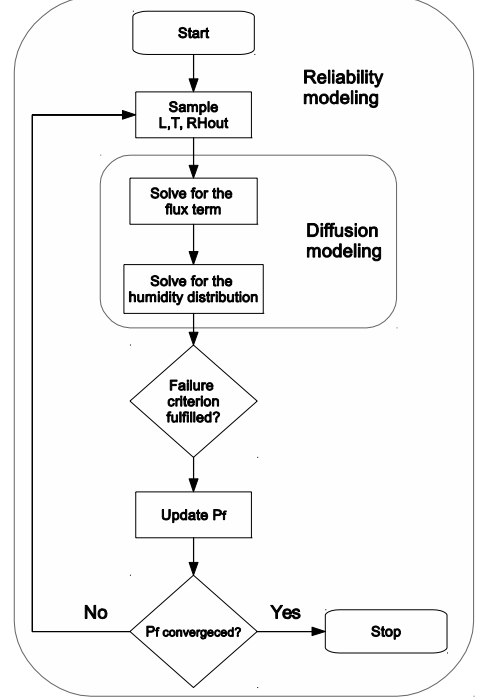 Start
Reliability
modeling
Sample
L,T, RHout
Solve for the
flux term
Diffusion
modeling
Solve for the
humidity distribution
Failure
criterion
fulfilled?
Update Pf
No
Pf convergeced?
Yes
Stop